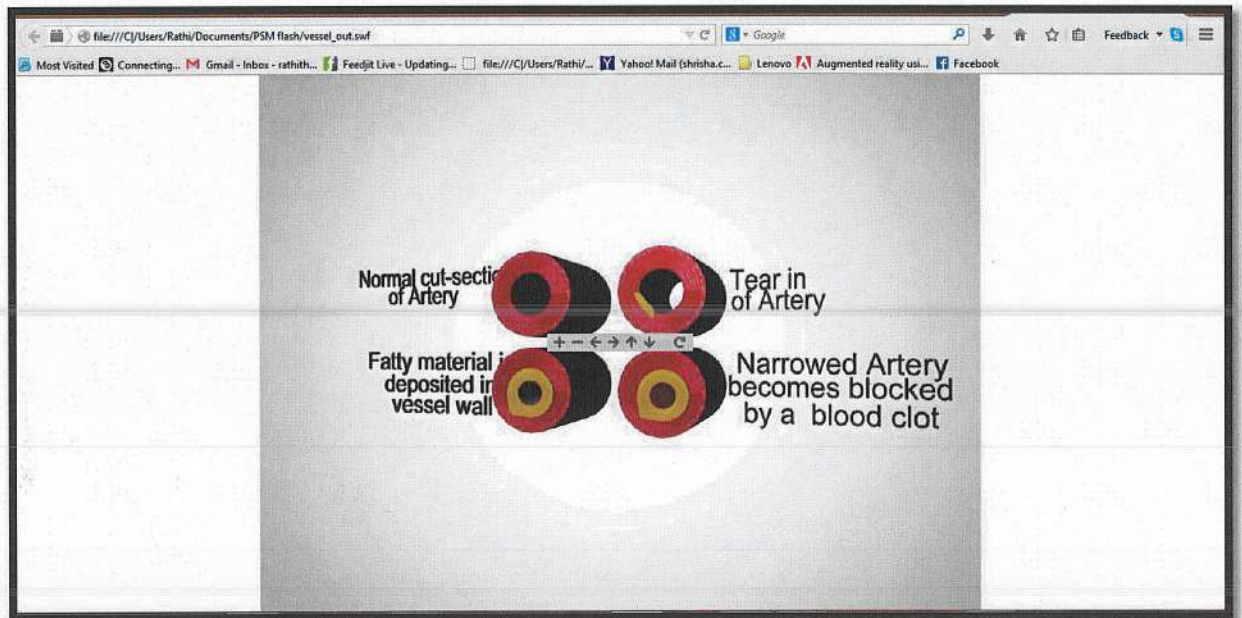 file:///C|/Users/Rathi/Documents/PSM flash/vessel_out.swf
Google
Feedback
Most Visited Connecting... Gmail - Inbox - rathith... Feedjit Live - Updating... file:///C|/Users/Rathi/... Yahoo! Mail (shrisha.c... Lenovo Augmented reality usi... Facebook
Normal cut-sectio
of Artery
Tear in
of Artery
Fatty material i
deposited in
vessel wall
Narrowed Artery
becomes blocked
by a blood clot